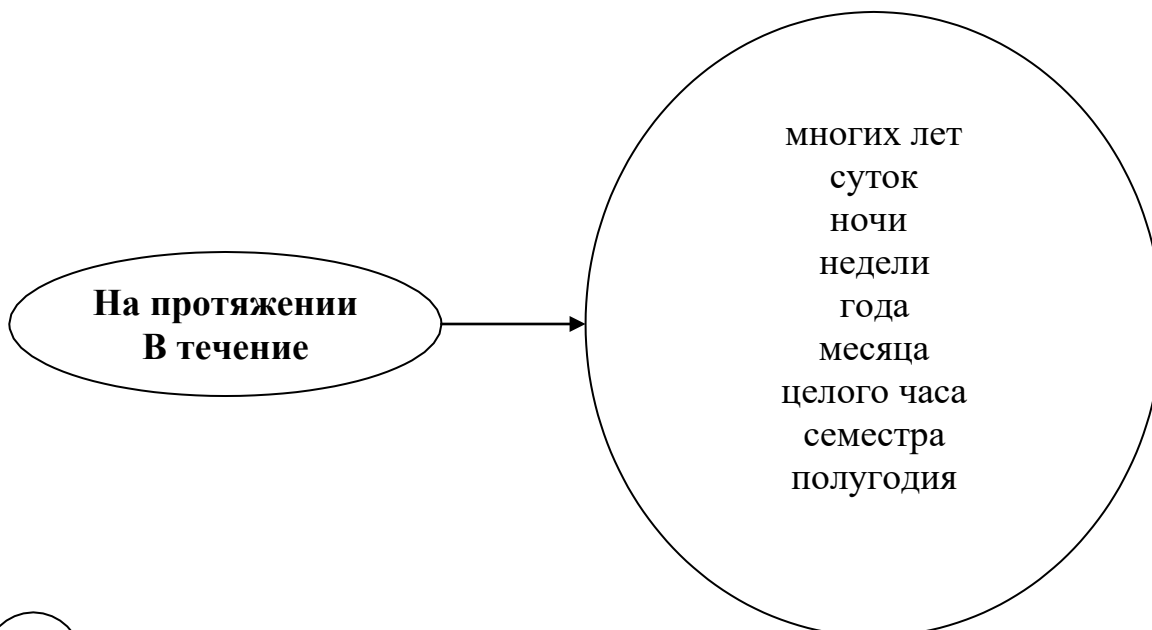 На протяжении
В течение
многих лет
суток
ночи
недели
года
месяца
целого часа
семестра
полугодия